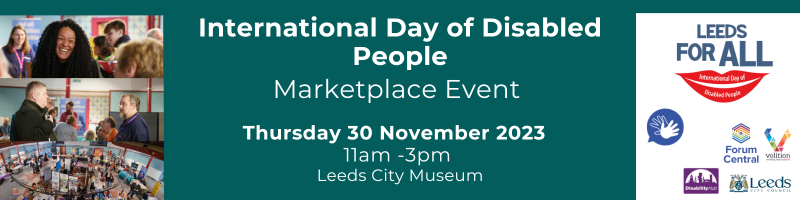 International Day of Disabled
People
Marketplace Event
Thursday 30 November 2023
11am -3pm
Leeds City Museum
LEEDS
FOR ALL
International Day of
Disabled People
Forum
Central
volition
DisabilityHub
Leeds
CITY COUNCIL